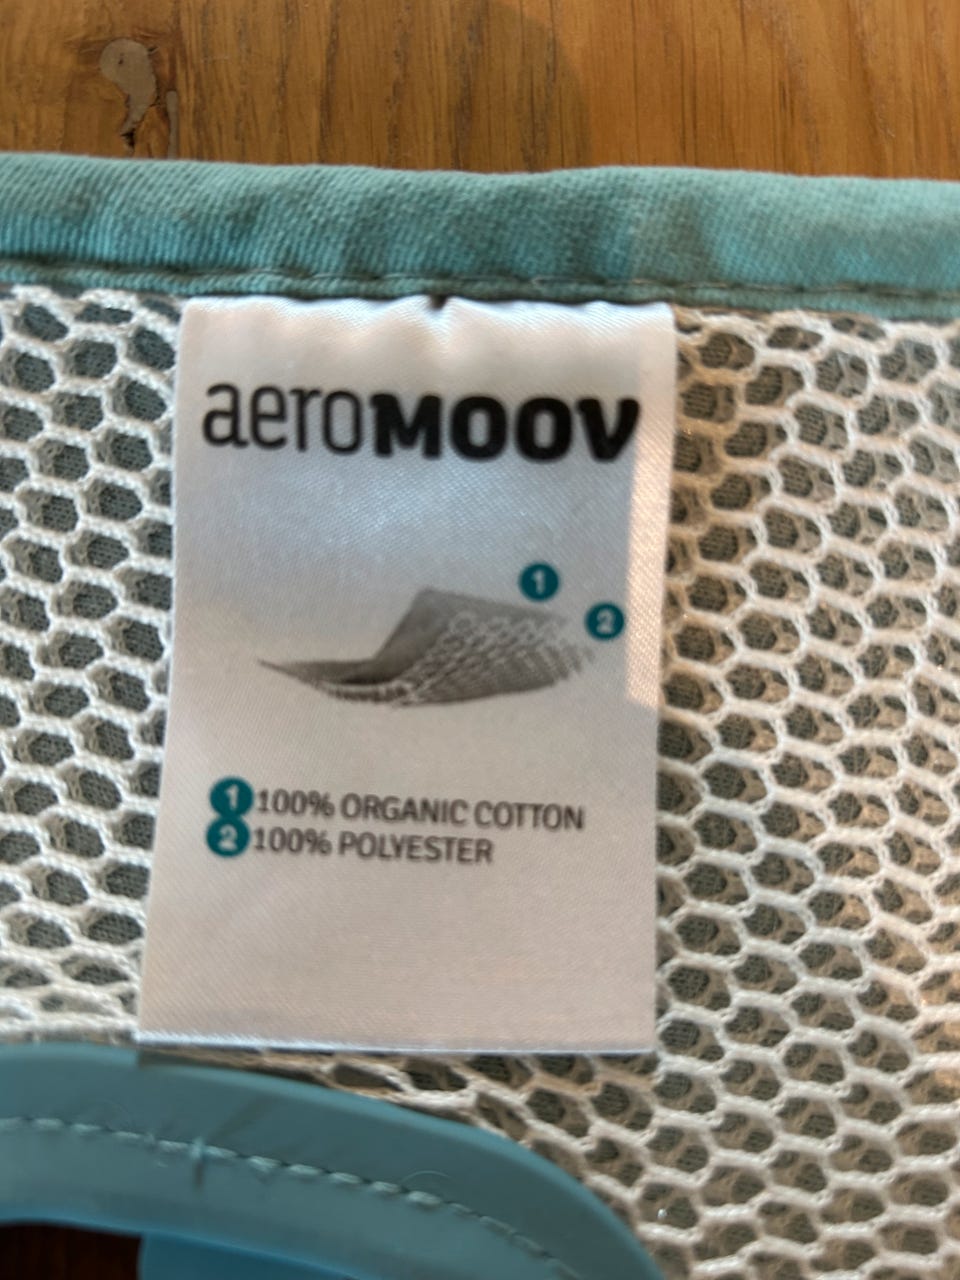 aeroMOOV
1
2
1 100% ORGANIC COTTON
2 100% POLYESTER